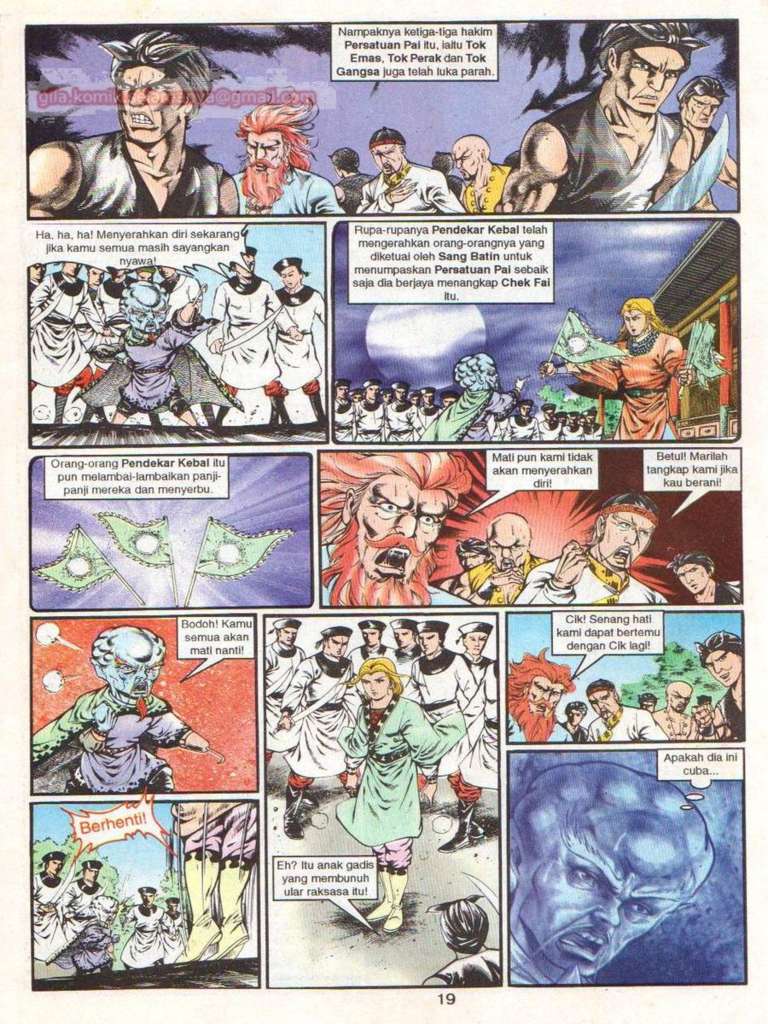 Nampaknya ketiga-tiga hakim
Persatuan Pai itu, iaitu Tok
Emas, Tok Perak dan Tok
Gangsa juga telah luka parah.
Ha, ha, ha! Menyerahkan diri sekarang
jika kamu semua masih sayangkan
nyawa!
Rupa-rupanya Pendekar Kebal telah
mengerahkan orang-orangnya yang
diketuai oleh Sang Batin untuk
menumpaskan Persatuan Pai sebaik
saja dia berjaya menangkap Chek Fai
itu.
Orang-orang Pendekar Kebal itu
pun melambai-lambaikan panji-
panji mereka dan menyerbu.
Mati pun kami tidak
akan menyerahkan
diri!
Betul! Marilah
tangkap kami jika
kau berani!
Bodoh! Kamu
semua akan
mati nanti!
Berhenti!
Eh? Itu anak gadis
yang membunuh
ular raksasa itu!
Cik! Senang hati
kami dapat bertemu
dengan Cik lagi!
Apakah dia ini
cuba...
19